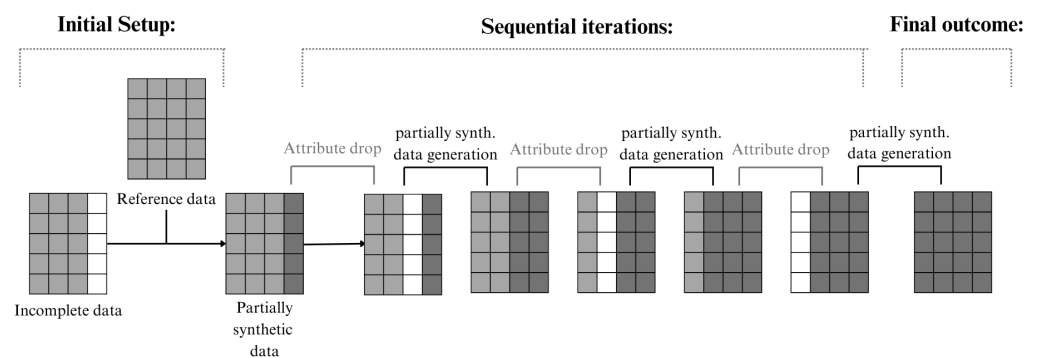 Initial Setup:
Sequential iterations:
Final outcome:
Attribute drop
partially synth.
data generation
Attribute drop
partially synth.
data generation
Attribute drop
partially synth.
data generation
Reference data
Incomplete data
Partially
synthetic
data